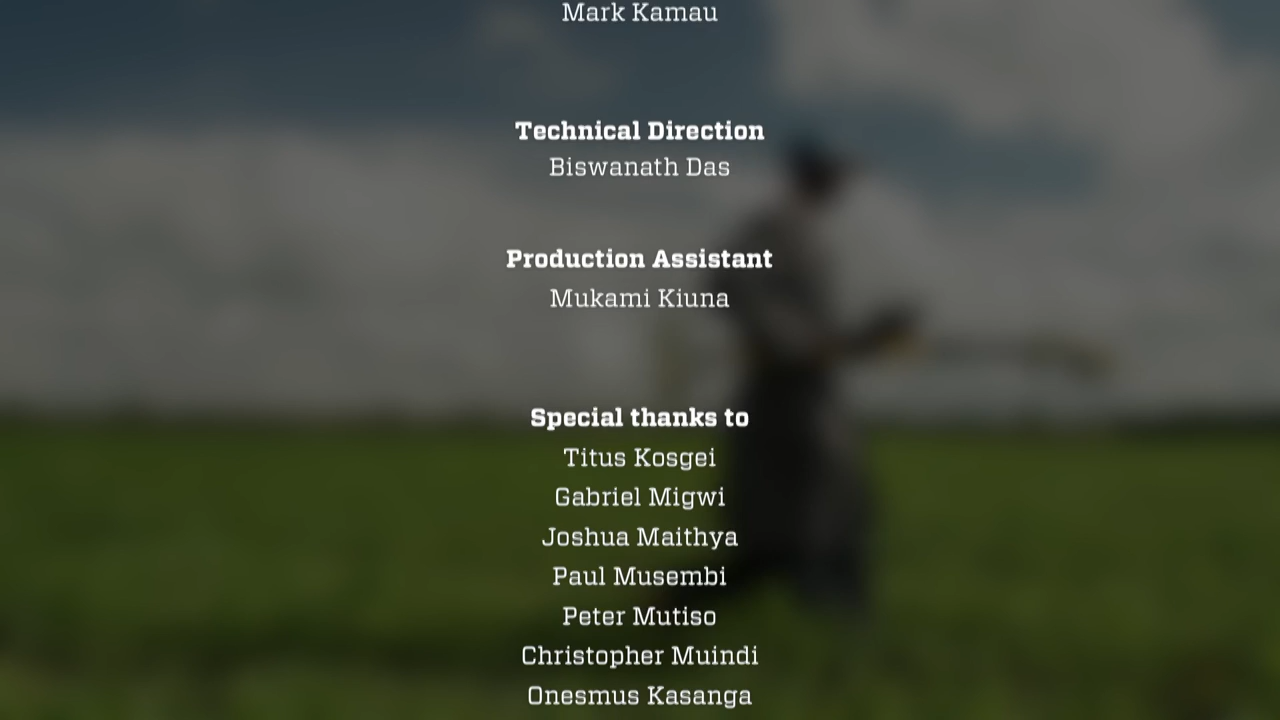 Mark Kamau
Technical Direction
Biswanath Das
Production Assistant
Mukami Kiuna
Special thanks to
Titus Kosgei
Gabriel Migwi
Joshua Maithya
Paul Musembi
Peter Mutiso
Christopher Muindi
Onesmus Kasanga